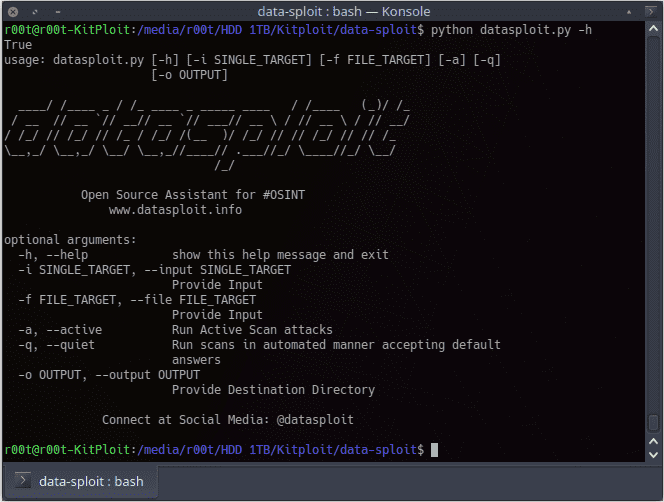 data-sploit : bash — Konsole
r00t@r00t-KitPloit:/media/r00t/HDD 1TB/Kitploit/data-sploit$ python datasploit.py -h
True
usage: datasploit.py [-h] [-i SINGLE_TARGET] [-f FILE_TARGET] [-a] [-q]
                     [-o OUTPUT]

   ____/ /____ _ / /_ ____ _ _____ ____   / /____   (_)/ /_
  / __  // __ `// __// __ `// ___// __ \ / // __ \ / // __/
/ /_/ // /_/ // /_ / /_/ /(__  )/ /_/ // // /_/ // // /_
\__,_/ \__,_/ \__/ \__,_//____// .___//_/ \____//_/ \__/
                              /_/

           Open Source Assistant for #OSINT
               www.datasploit.info

optional arguments:
  -h, --help            show this help message and exit
  -i SINGLE_TARGET, --input SINGLE_TARGET
                        Provide Input
  -f FILE_TARGET, --file FILE_TARGET
                        Provide Input
  -a, --active          Run Active Scan attacks
  -q, --quiet           Run scans in automated manner accepting default
                        answers
  -o OUTPUT, --output OUTPUT
                        Provide Destination Directory

              Connect at Social Media: @datasploit

r00t@r00t-KitPloit:/media/r00t/HDD 1TB/Kitploit/data-sploit$
data-sploit : bash